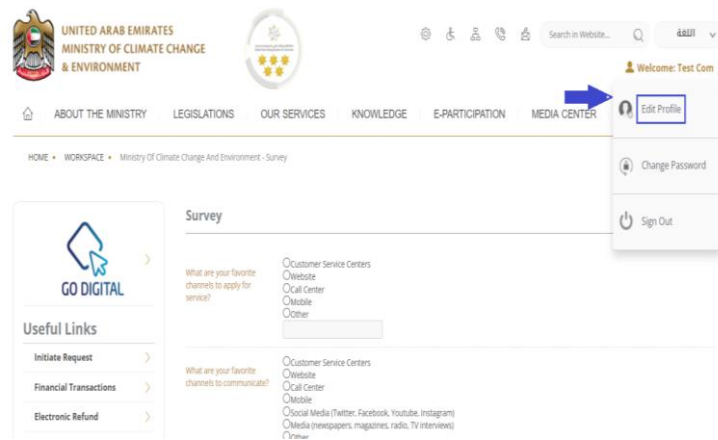 UNITED ARAB EMIRATES
MINISTRY OF CLIMATE CHANGE
& ENVIRONMENT
Search in Website...
اللغة
Welcome: Test Com
ABOUT THE MINISTRY
LEGISLATIONS
OUR SERVICES
KNOWLEDGE
E-PARTICIPATION
MEDIA CENTER
Edit Profile
Change Password
Sign Out
HOME • WORKSPACE • Ministry Of Climate Change And Environment - Survey
GO DIGITAL
Useful Links
Initiate Request
Financial Transactions
Electronic Refund
Survey
What are your favorite
channels to apply for
service?
Customer Service Centers
Website
Call Center
Mobile
Other
What are your favorite
channels to communicate?
Customer Service Centers
Website
Call Center
Mobile
Social Media (Twitter, Facebook, Youtube, Instagram)
Media (newspapers, magazines, radio, TV interviews)
Other